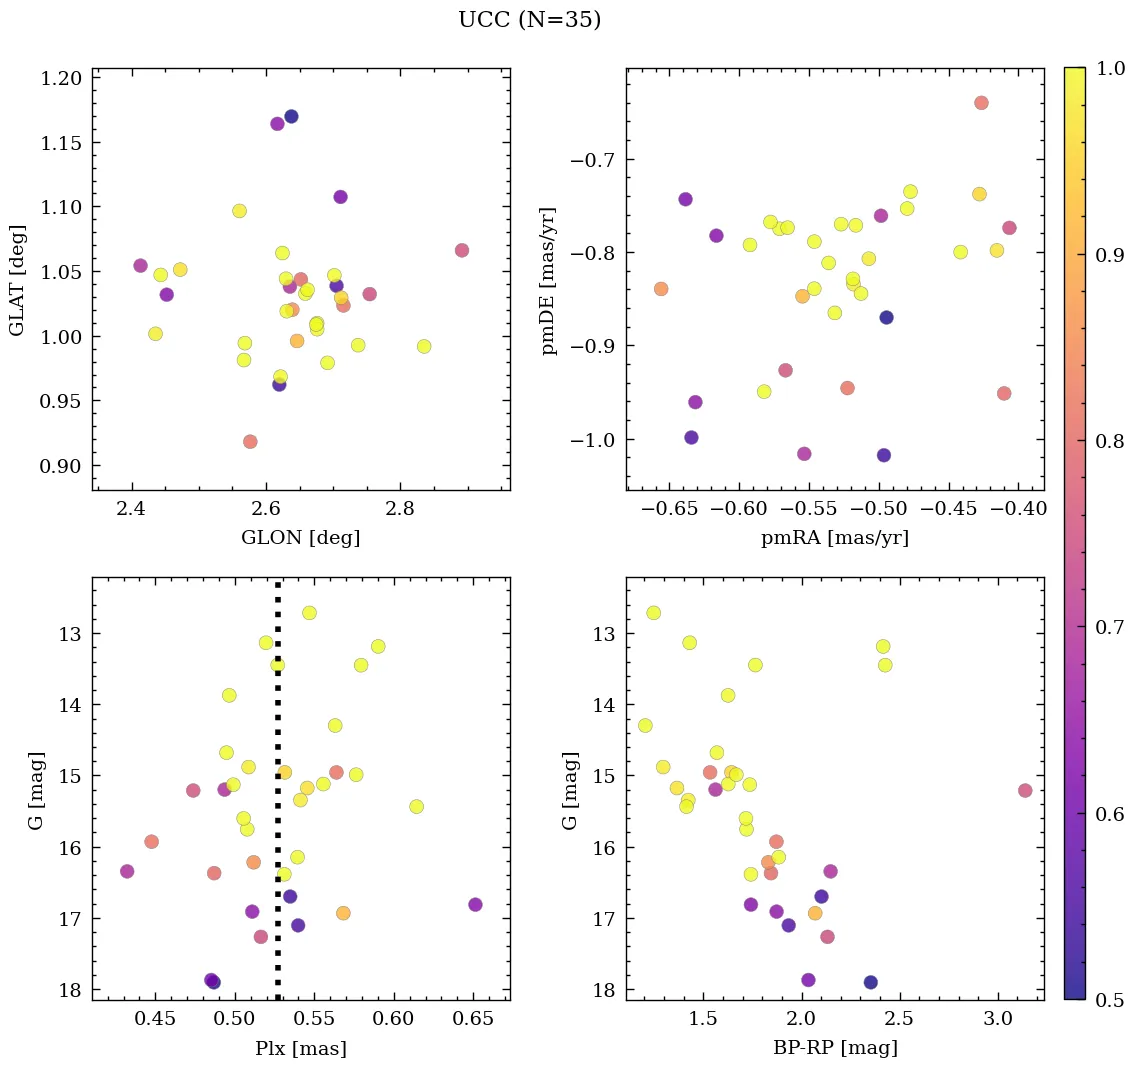 UCC (N=35)
1.20
1.15
1.10
1.05
1.00
0.95
0.90
GLAT [deg]
2.4 2.6 2.8
GLON [deg]
−0.7
−0.8
−0.9
−1.0
pmDE [mas/yr]
−0.65 −0.60 −0.55 −0.50 −0.45 −0.40
pmRA [mas/yr]
13
14
15
16
17
18
G [mag]
0.45 0.50 0.55 0.60 0.65
Plx [mas]
13
14
15
16
17
18
G [mag]
1.5 2.0 2.5 3.0
BP-RP [mag]
1.0
0.9
0.8
0.7
0.6
0.5